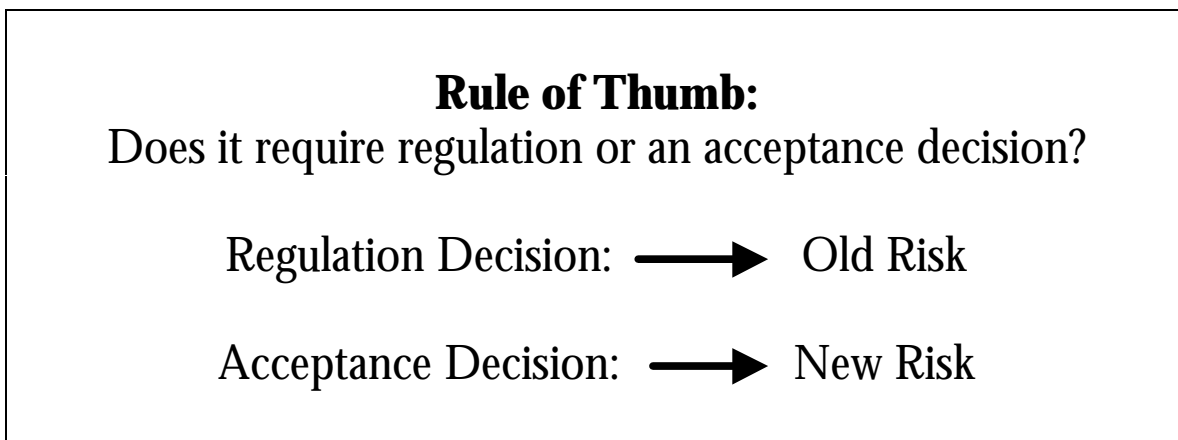 Rule of Thumb:
Does it require regulation or an acceptance decision?
Regulation Decision: Old Risk
Acceptance Decision: New Risk